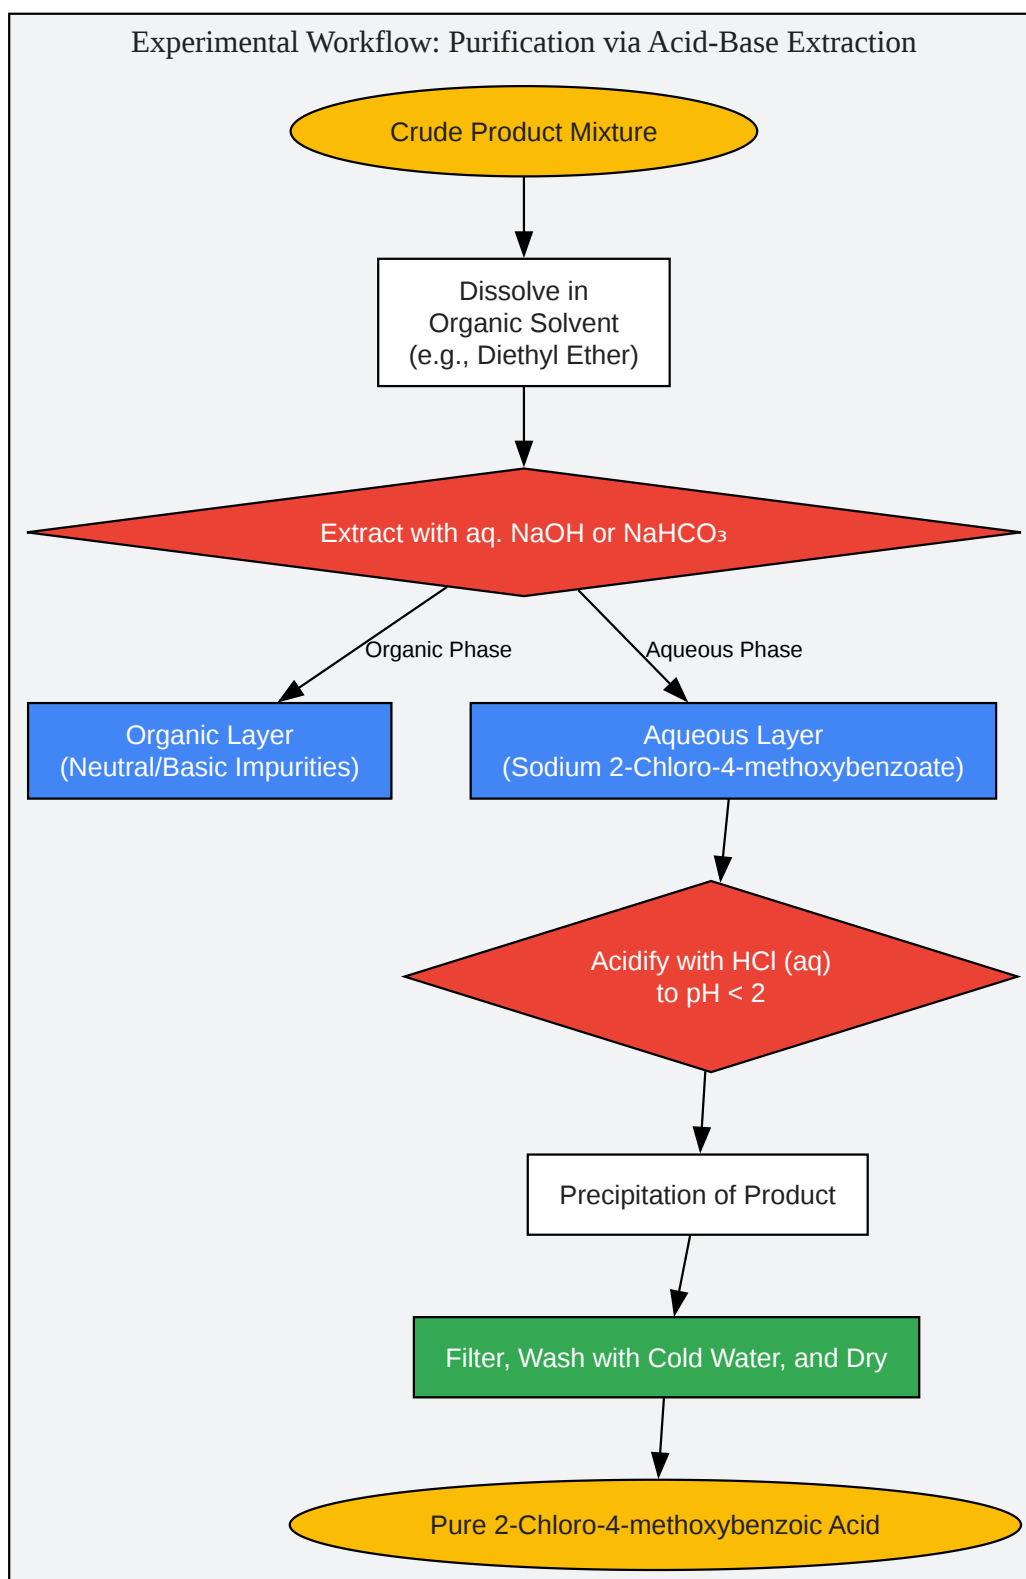 Experimental Workflow: Purification via Acid-Base Extraction
Crude Product Mixture
Dissolve in
Organic Solvent
(e.g., Diethyl Ether)
Extract with aq. NaOH or NaHCO₃
Organic Phase
Aqueous Phase
Organic Layer
(Neutral/Basic Impurities)
Aqueous Layer
(Sodium 2-Chloro-4-methoxybenzoate)
Acidify with HCl (aq)
to pH < 2
Precipitation of Product
Filter, Wash with Cold Water, and Dry
Pure 2-Chloro-4-methoxybenzoic Acid